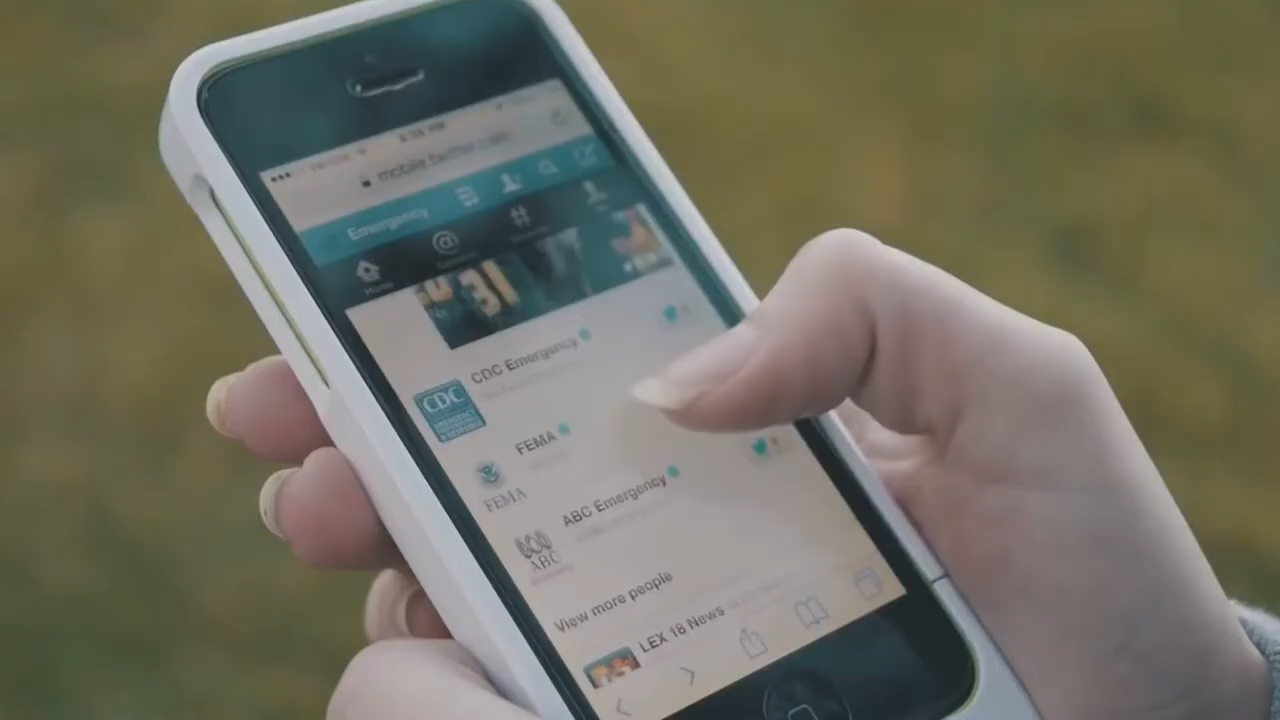 mobile.twitter.com
Emergency
@
#
Home
31
CDC Emergency
CDC
FEMA
FEMA
ABC Emergency
ABC
View more people
LEX 18 News